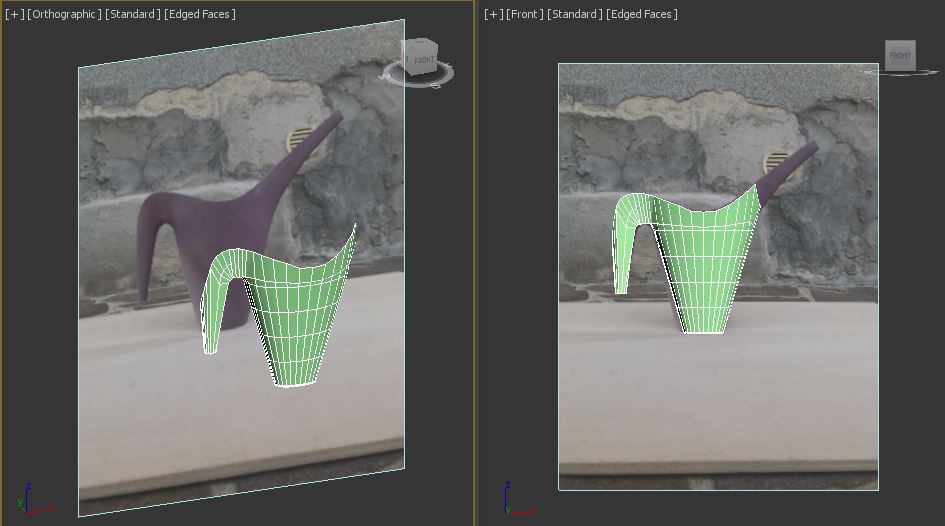 [+] [Orthographic] [Standard] [Edged Faces]
[+] [Front] [Standard] [Edged Faces]
FRONT
FRONT
z
y
z
y